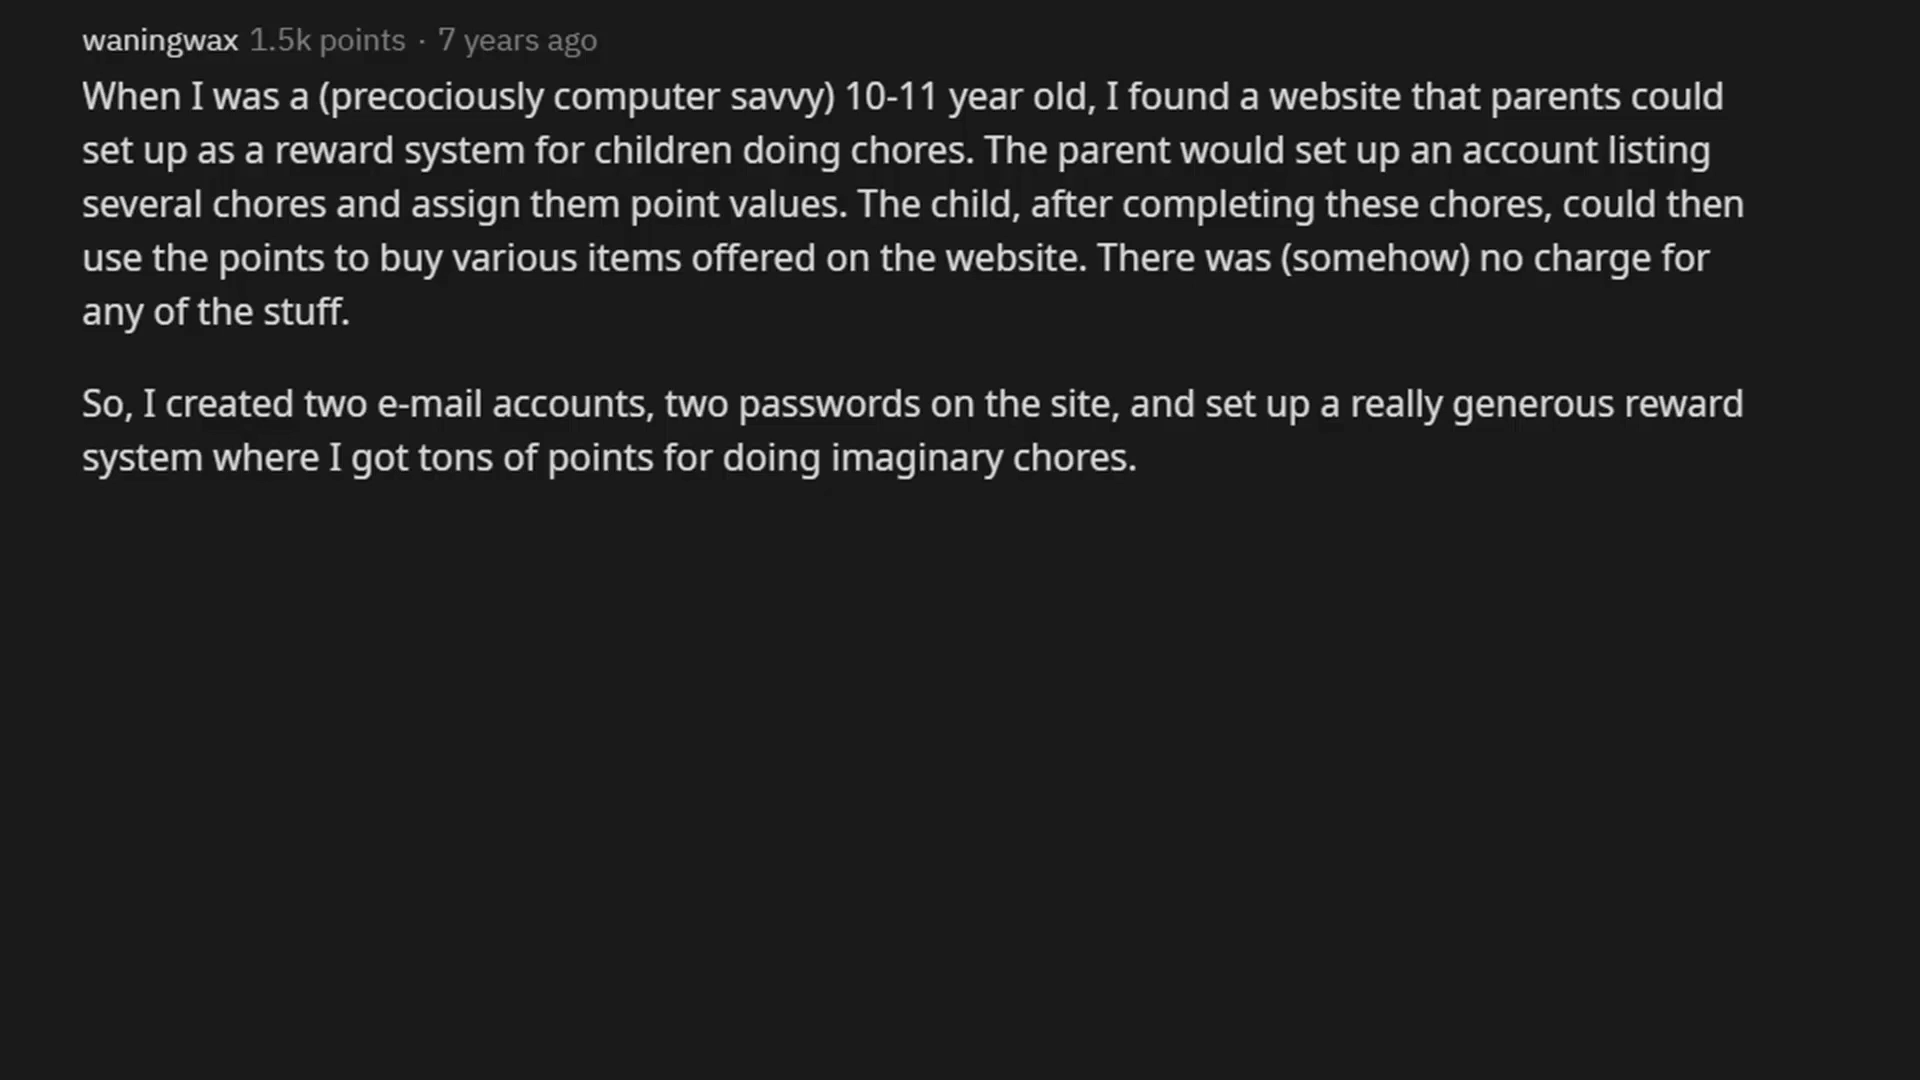 waningwax 1.5k points · 7 years ago
When I was a (precociously computer savvy) 10-11 year old, I found a website that parents could
set up as a reward system for children doing chores. The parent would set up an account listing
several chores and assign them point values. The child, after completing these chores, could then
use the points to buy various items offered on the website. There was (somehow) no charge for
any of the stuff.
So, I created two e-mail accounts, two passwords on the site, and set up a really generous reward
system where I got tons of points for doing imaginary chores.